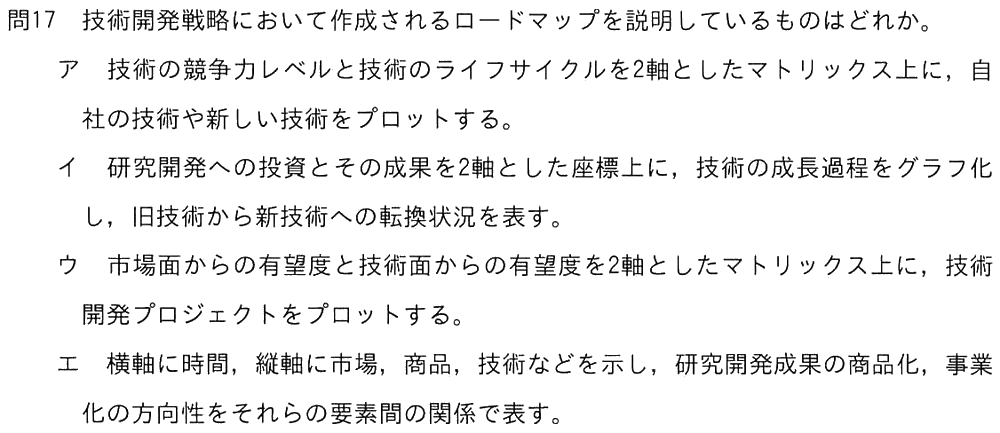 問17　技術開発戦略において作成されるロードマップを説明しているものはどれか。
ア　技術の競争力レベルと技術のライフサイクルを2軸としたマトリックス上に，自
社の技術や新しい技術をプロットする。
イ　研究開発への投資とその成果を2軸とした座標上に，技術の成長過程をグラフ化
し，旧技術から新技術への転換状況を表す。
ウ　市場面からの有望度と技術面からの有望度を2軸としたマトリックス上に，技術
開発プロジェクトをプロットする。
エ　横軸に時間，縦軸に市場，商品，技術などを示し，研究開発成果の商品化，事業
化の方向性をそれらの要素間の関係で表す。